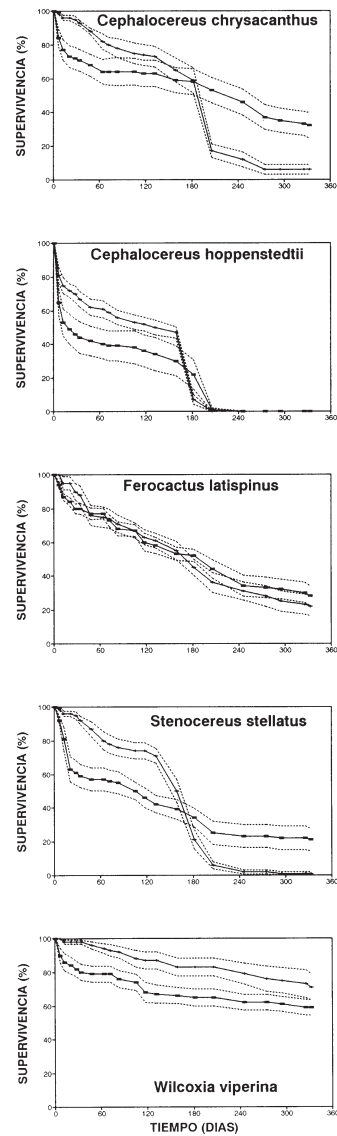 Cephalocereus chrysacanthus
SUPERVIVENCIA (%)
100
80
60
40
20
0
0 60 120 180 240 300 360
Cephalocereus hoppenstedtii
SUPERVIVENCIA (%)
100
80
60
40
20
0
0 60 120 180 240 300 360
Ferocactus latispinus
SUPERVIVENCIA (%)
100
80
60
40
20
0
0 60 120 180 240 300 360
Stenocereus stellatus
SUPERVIVENCIA (%)
100
80
60
40
20
0
0 60 120 180 240 300 360
SUPERVIVENCIA (%)
100
80
60
40
20
0
Wilcoxia viperina
0 60 120 180 240 300 360
TIEMPO (DIAS)